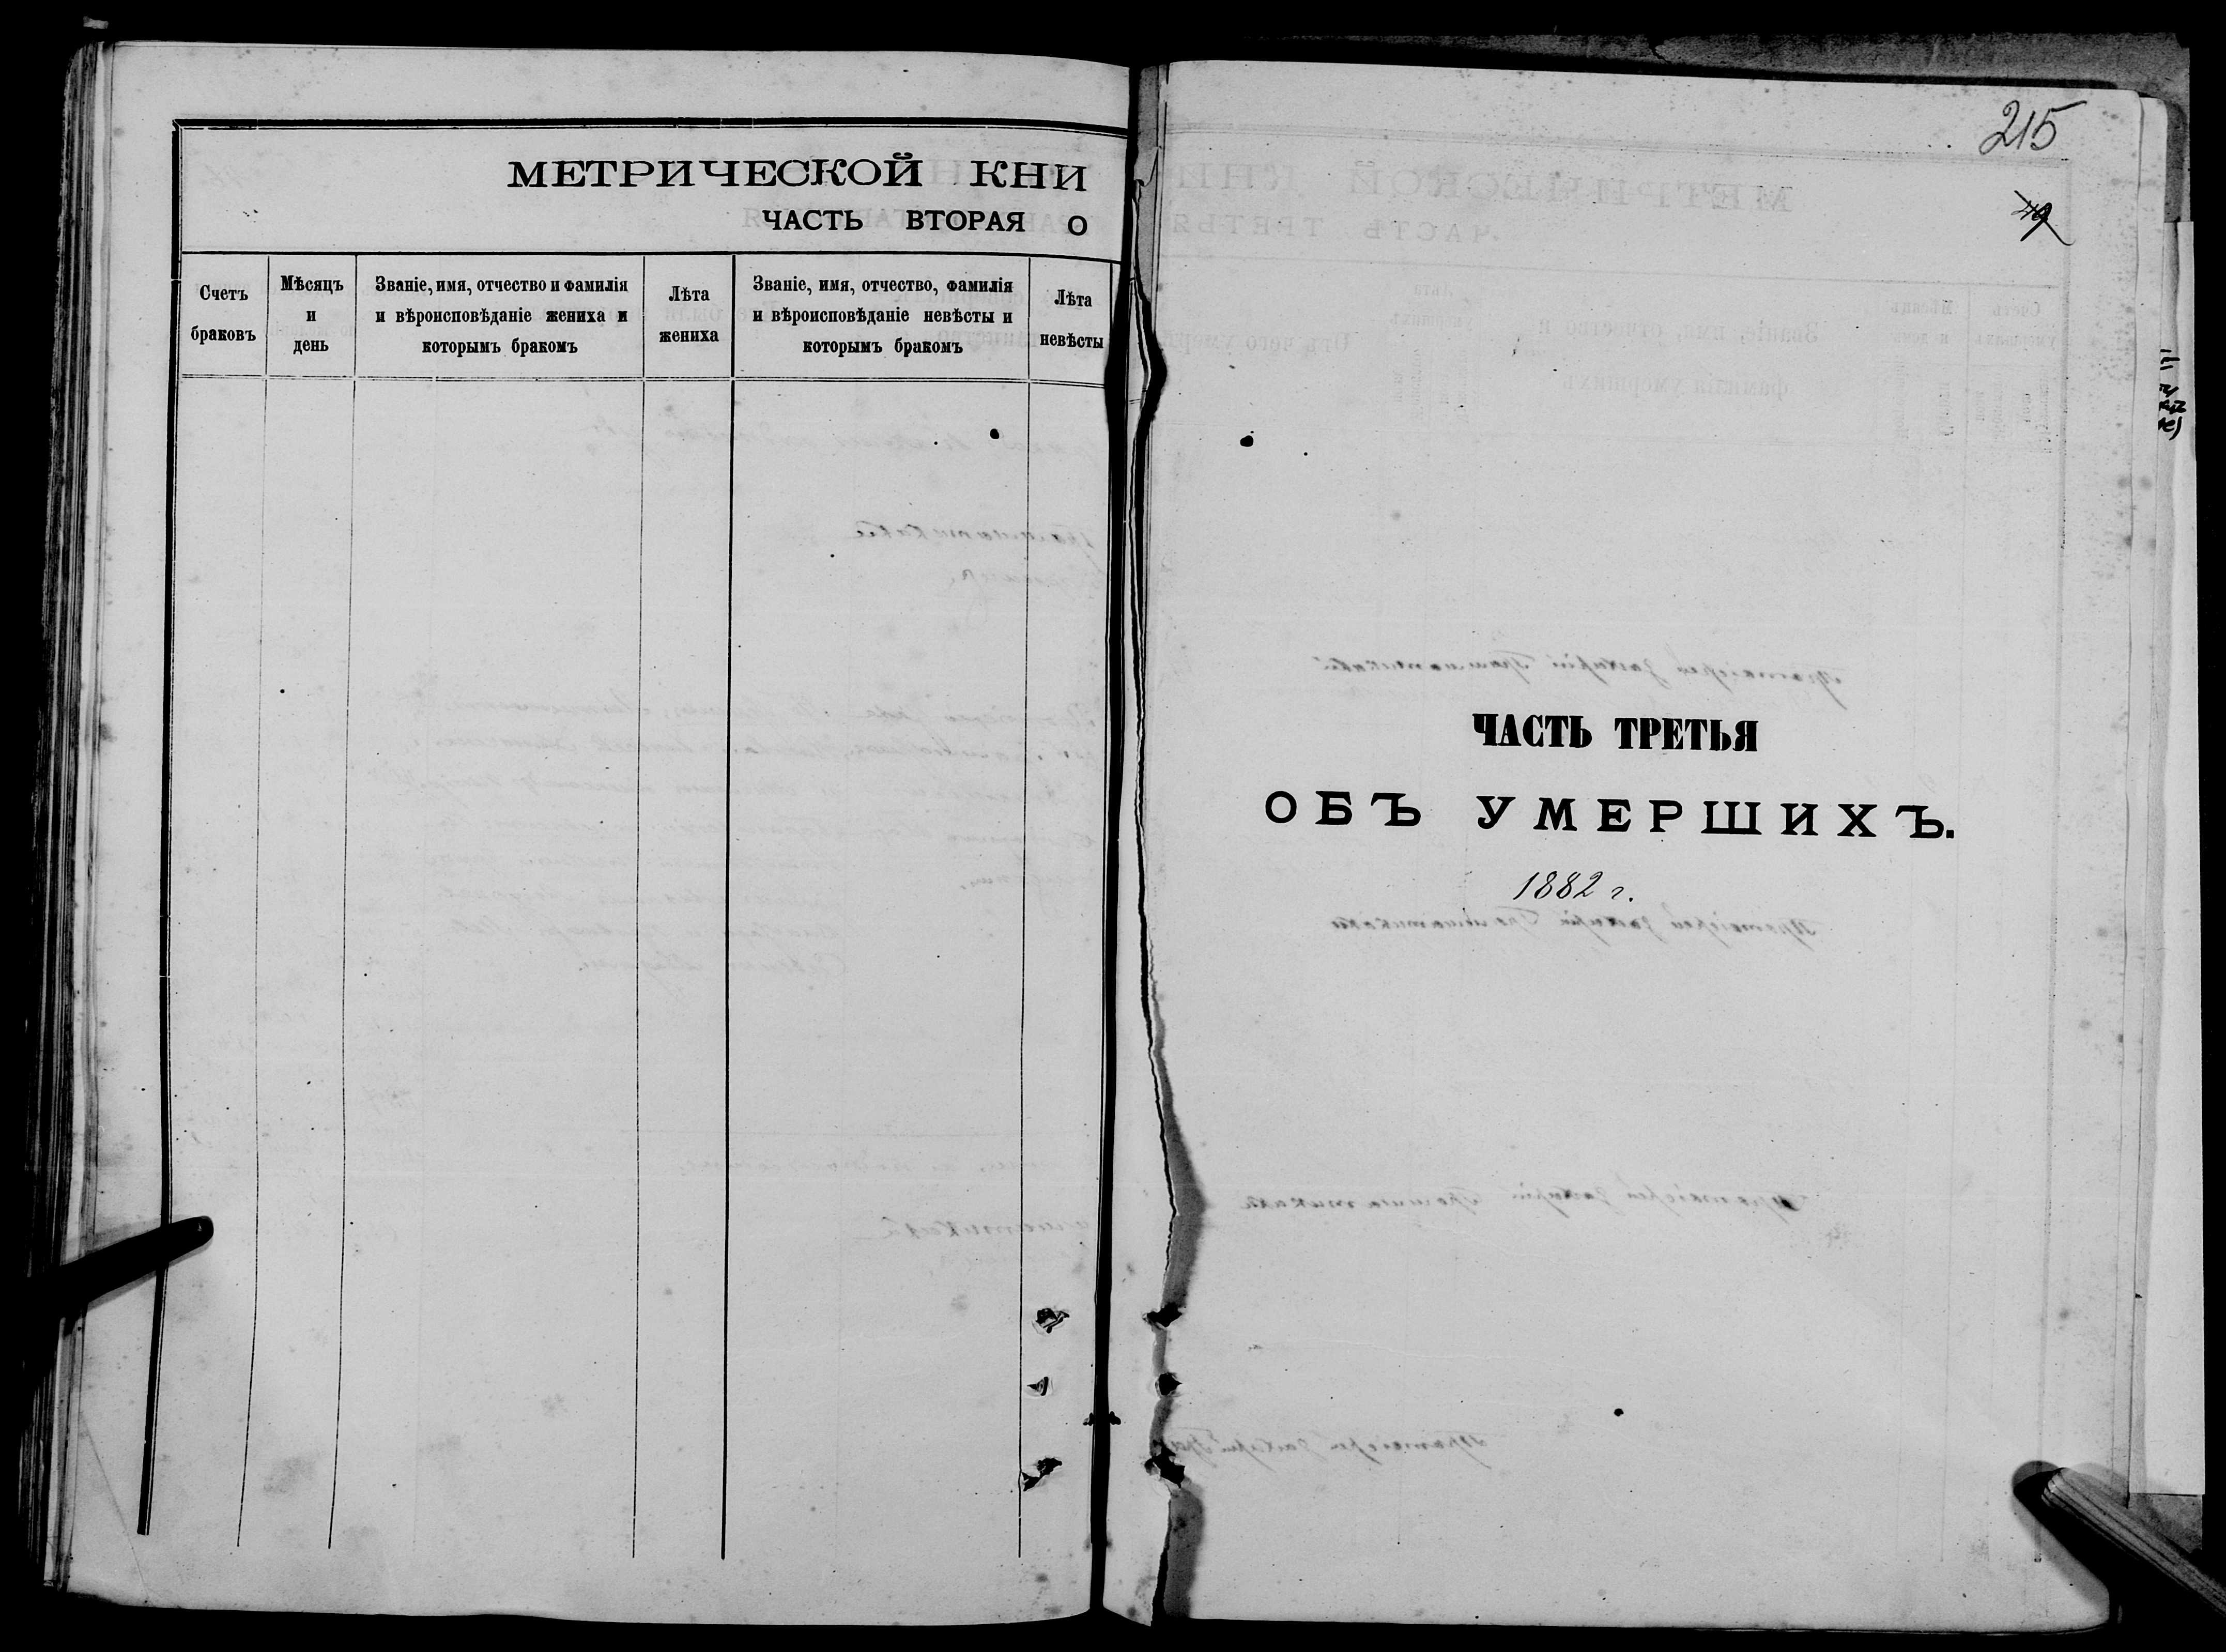 МЕТРИЧЕСКОЙ КНИ
ЧАСТЬ ВТОРАЯ О
Счетъ
браковъ
Мѣсяцъ
и
день
Званіе, имя, отчество и фамилія
и вѣроисповѣданіе жениха и
которымъ бракомъ
Лѣта
жениха
Званіе, имя, отчество, фамилія
и вѣроисповѣданіе невѣсты и
которымъ бракомъ
Лѣта
невѣсты
215
ЧАСТЬ ТРЕТЬЯ
ОБЪ УМЕРШИХЪ.
1882 г.